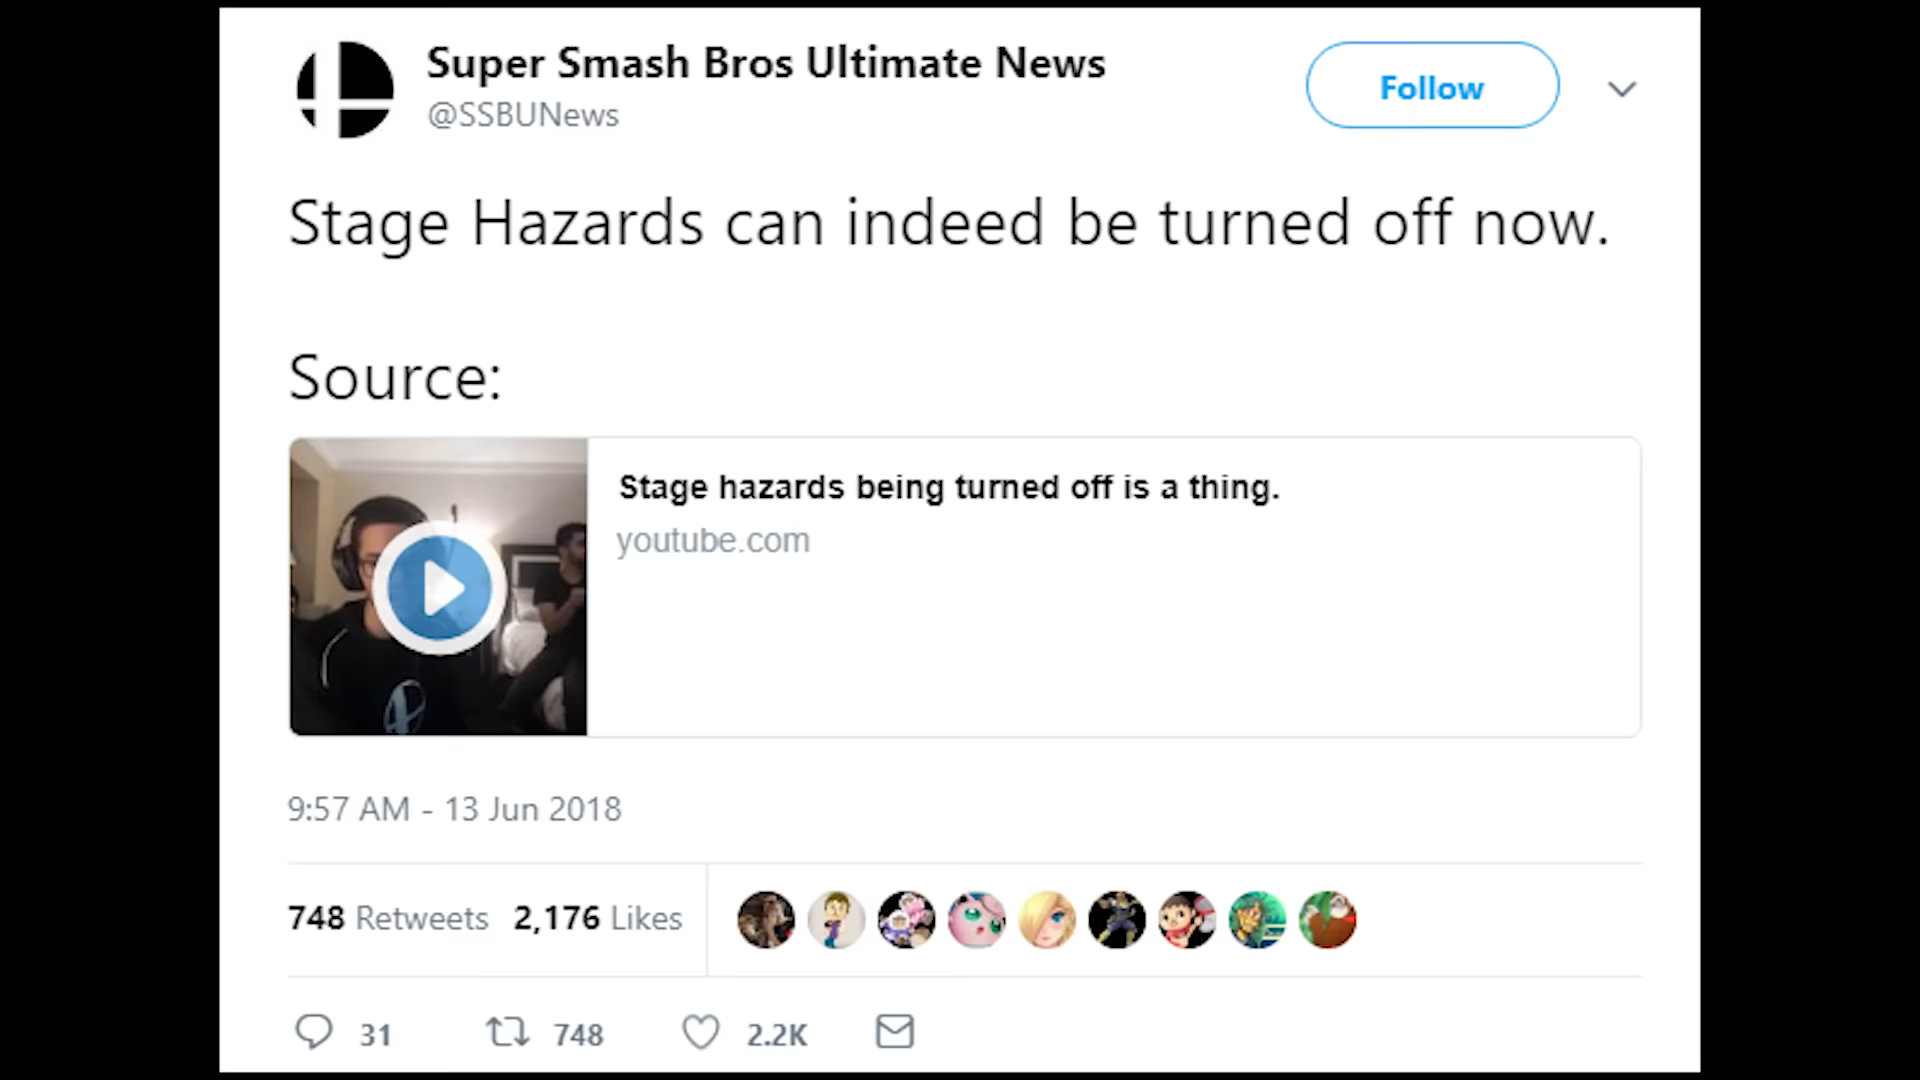 Super Smash Bros Ultimate News
@SSBUNews
Follow
Stage Hazards can indeed be turned off now.
Source:
Stage hazards being turned off is a thing.
youtube.com
9:57 AM - 13 Jun 2018
748 Retweets 2,176 Likes
31 748 2.2K